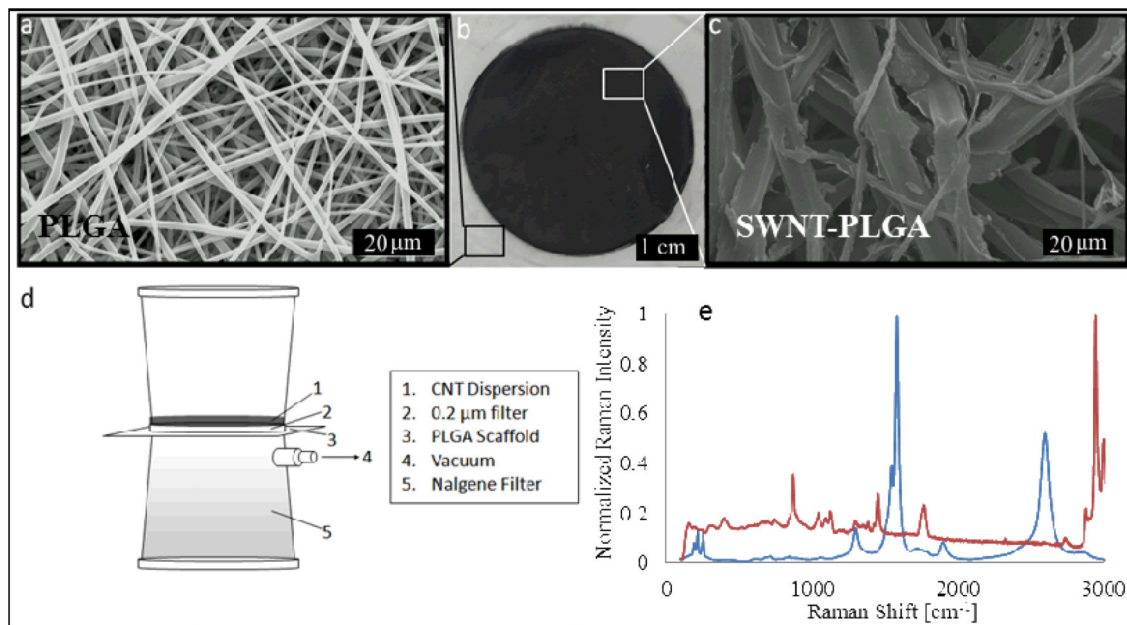 a
PLGA
20 μm
b
1 cm
c
SWNT-PLGA
20 μm
d
1
2
3
4
5
1. CNT Dispersion
2. 0.2 μm filter
3. PLGA Scaffold
4. Vacuum
5. Nalgene Filter
e
Normalized Raman Intensity
1
0.8
0.6
0.4
0 2
0
0
1000
2000
3000
Raman Shift [cm⁻¹]